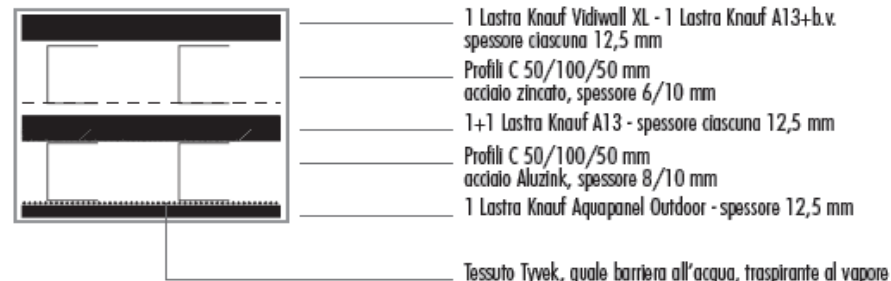 1 Lastra Knauf Vidiwall XL - 1 Lastra Knauf A13+b.v.
spessore ciascuna 12,5 mm
Profili C 50/100/50 mm
acciaio zincato, spessore 6/10 mm
1+1 Lastra Knauf A13 - spessore ciascuna 12,5 mm
Profili C 50/100/50 mm
acciaio Aluzink, spessore 8/10 mm
1 Lastra Knauf Aquapanel Outdoor - spessore 12,5 mm
Tessuto Tyvek, quale barriera all'acqua, traspirante al vapore